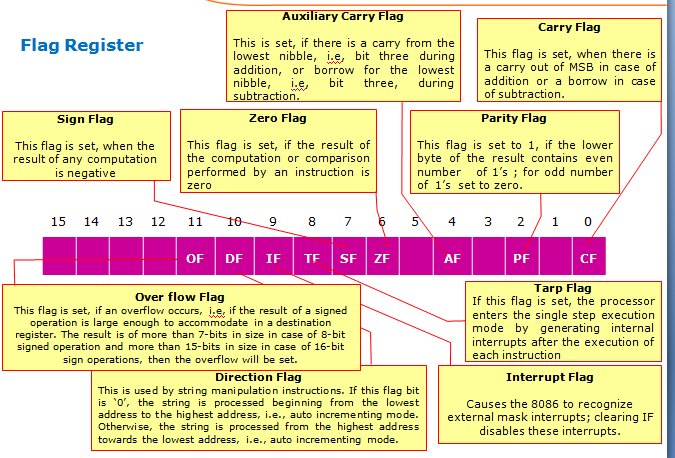 Flag Register
Auxiliary Carry Flag
This is set, if there is a carry from the
lowest nibble, i.e, bit three during
addition, or borrow for the lowest
nibble, i.e, bit three, during
subtraction.
Carry Flag
This flag is set, when there is
a carry out of MSB in case of
addition or a borrow in case
of subtraction.
Sign Flag
This flag is set, when the
result of any computation
is negative
Zero Flag
This flag is set, if the result of
the computation or comparison
performed by an instruction is
zero
Parity Flag
This flag is set to 1, if the lower
byte of the result contains even
number of 1's ; for odd number
of 1's set to zero.
15 14 13 12 11 10 9 8 7 6 5 4 3 2 1 0
OF DF IF TF SF ZF AF PF CF
Over flow Flag
This flag is set, if an overflow occurs, i.e, if the result of a signed
operation is large enough to accommodate in a destination
register. The result is of more than 7-bits in size in case of 8-bit
signed operation and more than 15-bits in size in case of 16-bit
sign operations, then the overflow will be set.
Tarp Flag
If this flag is set, the processor
enters the single step execution
mode by generating internal
interrupts after the execution of
each instruction
Direction Flag
This is used by string manipulation instructions. If this flag bit
is '0', the string is processed beginning from the lowest
address to the highest address, i.e., auto incrementing mode.
Otherwise, the string is processed from the highest address
towards the lowest address, i.e., auto incrementing mode.
Interrupt Flag
Causes the 8086 to recognize
external mask interrupts; clearing IF
disables these interrupts.